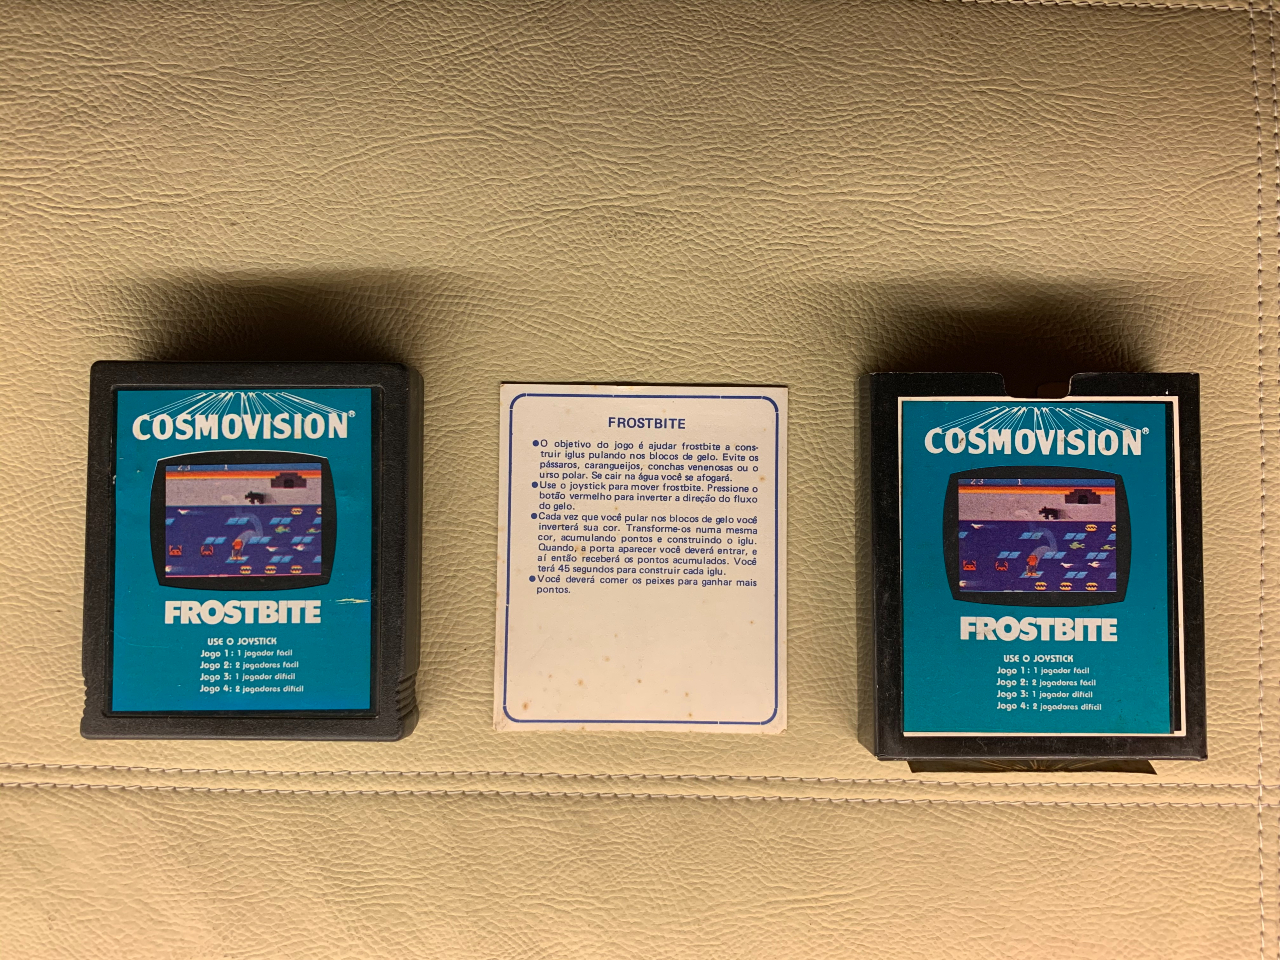 COSMOVISION®
23 1
FROSTBITE
USE O JOYSTICK
Jogo 1: 1 jogador fácil
Jogo 2: 2 jogadores fácil
Jogo 3: 1 jogador difícil
Jogo 4: 2 jogadores difícil
FROSTBITE
●O objetivo do jogo é ajudar frostbite a cons-
truir iglus pulando nos blocos de gelo. Evite os
pássaros, carangueijos, conchas venenosas ou o
urso polar. Se cair na água você se afogará.
●Use o joystick para mover frostbite. Pressione o
botão vermelho para inverter a direção do fluxo
do gelo.
●Cada vez que você pular nos blocos de gelo você
inverterá sua cor. Transforme-os numa mesma
cor, acumulando pontos e construindo o iglu.
Quando, a porta aparecer você deverá entrar, e
aí então receberá os pontos acumulados. Você
terá 45 segundos para construir cada iglu.
●Você deverá comer os peixes para ganhar mais
pontos.
COSMOVISION®
23 1
FROSTBITE
USE O JOYSTICK
Jogo 1: 1 jogador fácil
Jogo 2: 2 jogadores fácil
Jogo 3: 1 jogador difícil
Jogo 4: 2 jogadores difícil